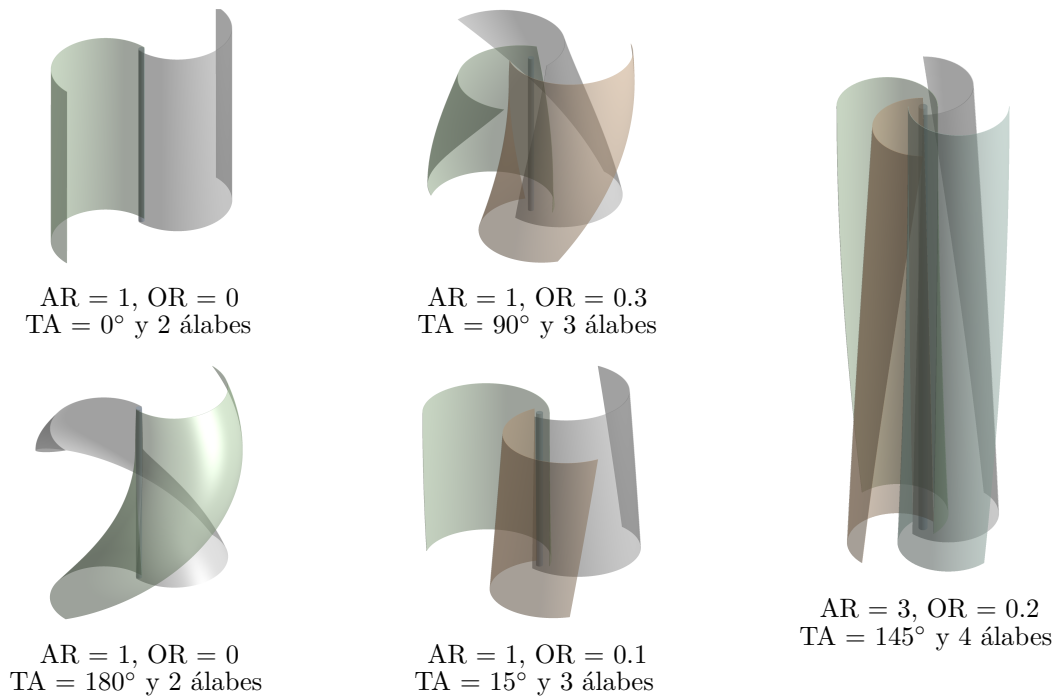 AR = 1, OR = 0
TA = 0° y 2 álabes
AR = 1, OR = 0.3
TA = 90° y 3 álabes
AR = 1, OR = 0
TA = 180° y 2 álabes
AR = 1, OR = 0.1
TA = 15° y 3 álabes
AR = 3, OR = 0.2
TA = 145° y 4 álabes